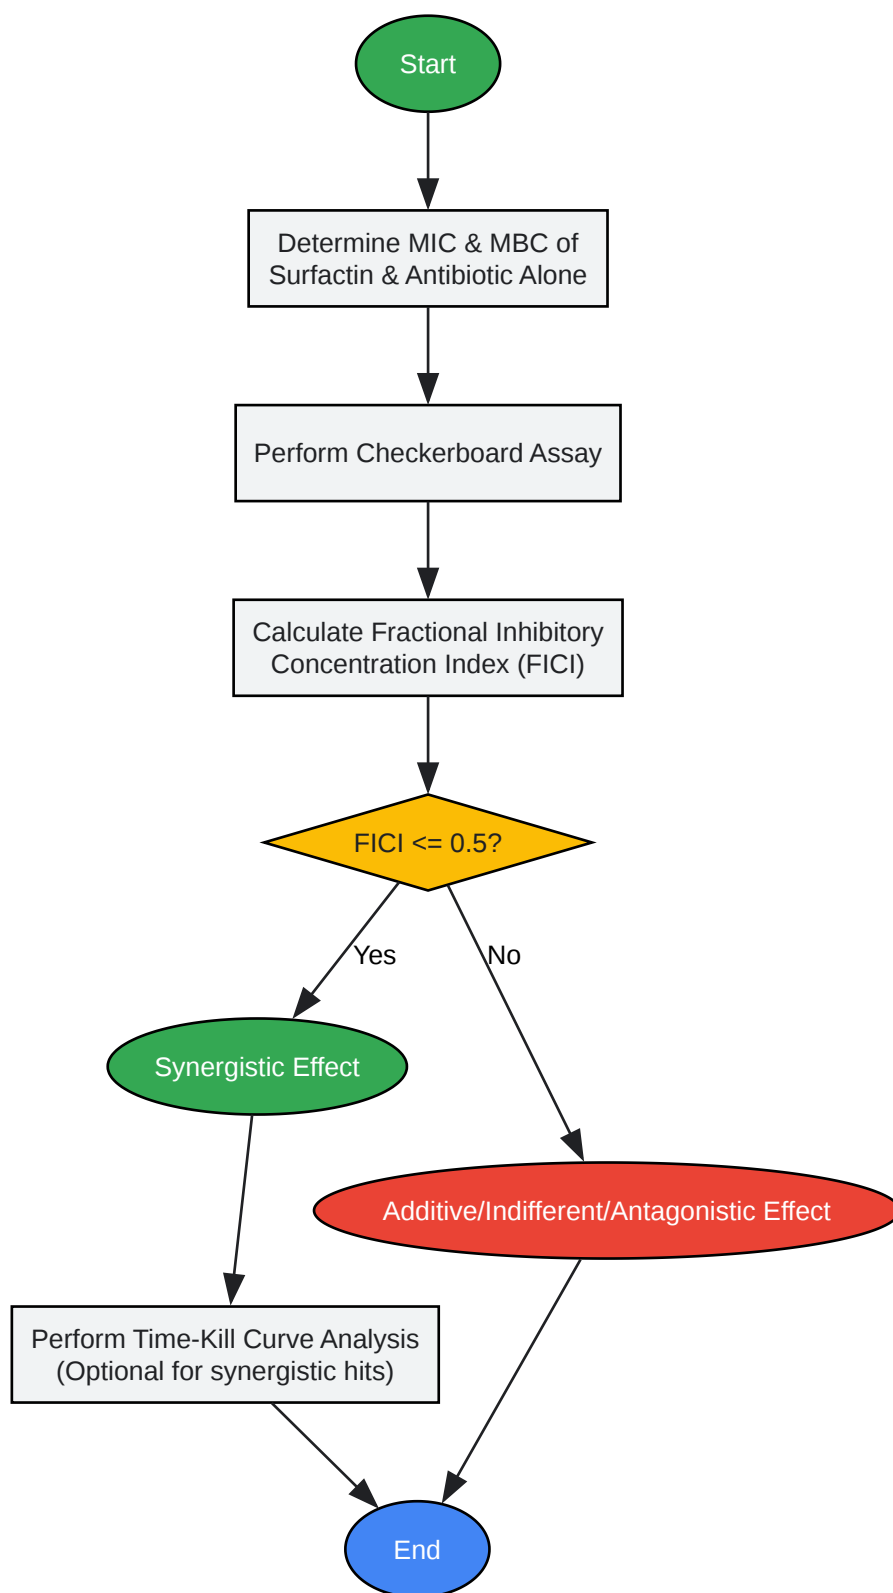 Start
Determine MIC & MBC of
Surfactin & Antibiotic Alone
Perform Checkerboard Assay
Calculate Fractional Inhibitory
Concentration Index (FICI)
FICI <= 0.5?
Yes
No
Synergistic Effect
Additive/Indifferent/Antagonistic Effect
Perform Time-Kill Curve Analysis
(Optional for synergistic hits)
End